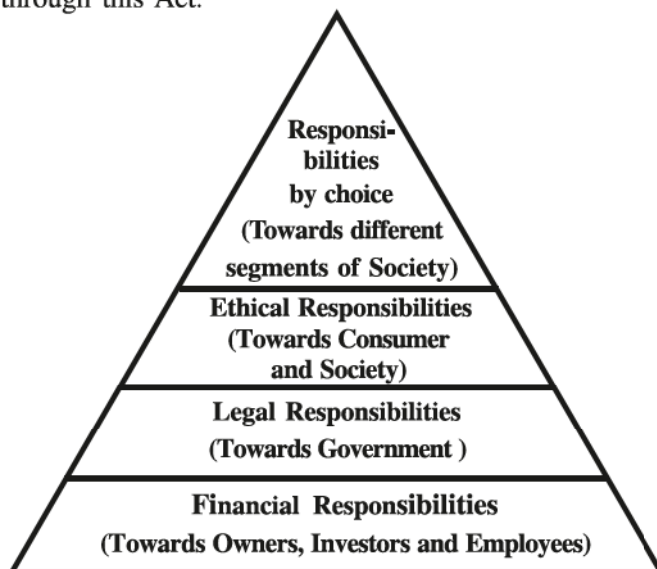 through this Act.
Responsi-
bilities
by choice
(Towards different
segments of Society)
Ethical Responsibilities
(Towards Consumer
and Society)
Legal Responsibilities
(Towards Government )
Financial Responsibilities
(Towards Owners, Investors and Employees)